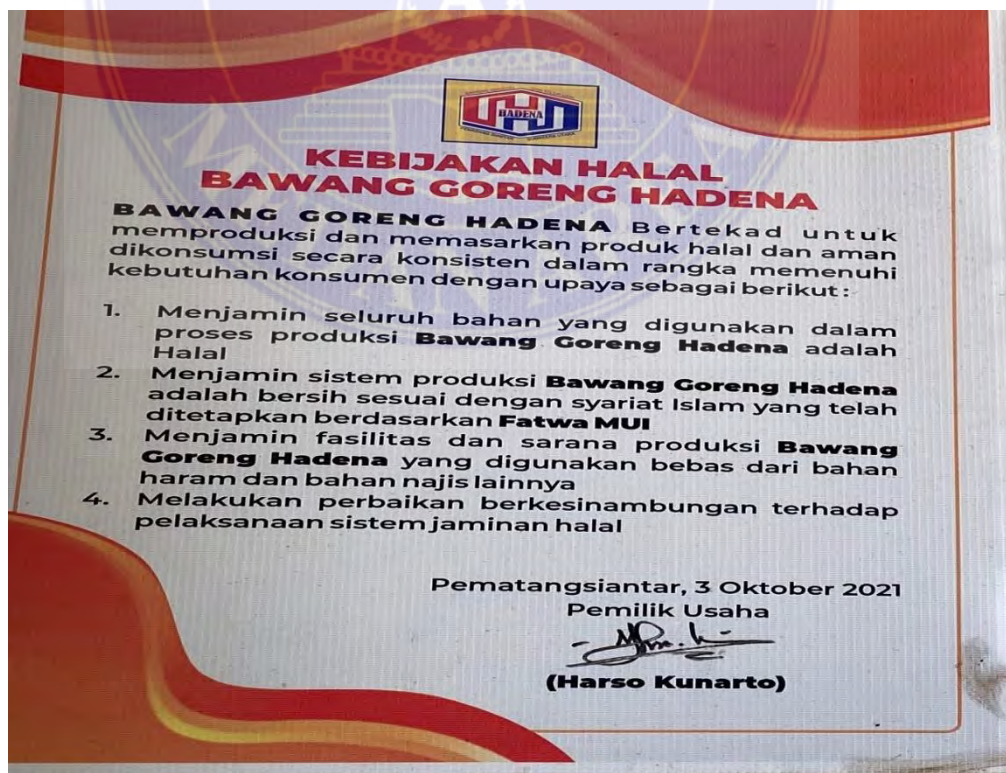 HADENA
KEBIJAKAN HALAL
BAWANG GORENG HADENA
BAWANG GORENG HADENA Bertekad untuk
memproduksi dan memasarkan produk halal dan aman
dikonsumsi secara konsisten dalam rangka memenuhi
kebutuhan konsumen dengan upaya sebagai berikut :
1. Menjamin seluruh bahan yang digunakan dalam
proses produksi Bawang Goreng Hadena adalah
Halal
2. Menjamin sistem produksi Bawang Goreng Hadena
adalah bersih sesuai dengan syariat Islam yang telah
ditetapkan berdasarkan Fatwa MUI
3. Menjamin fasilitas dan sarana produksi Bawang
Goreng Hadena yang digunakan bebas dari bahan
haram dan bahan najis lainnya
4. Melakukan perbaikan berkesinambungan terhadap
pelaksanaan sistem jaminan halal
Pematangsiantar, 3 Oktober 2021
Pemilik Usaha
(Harso Kunarto)